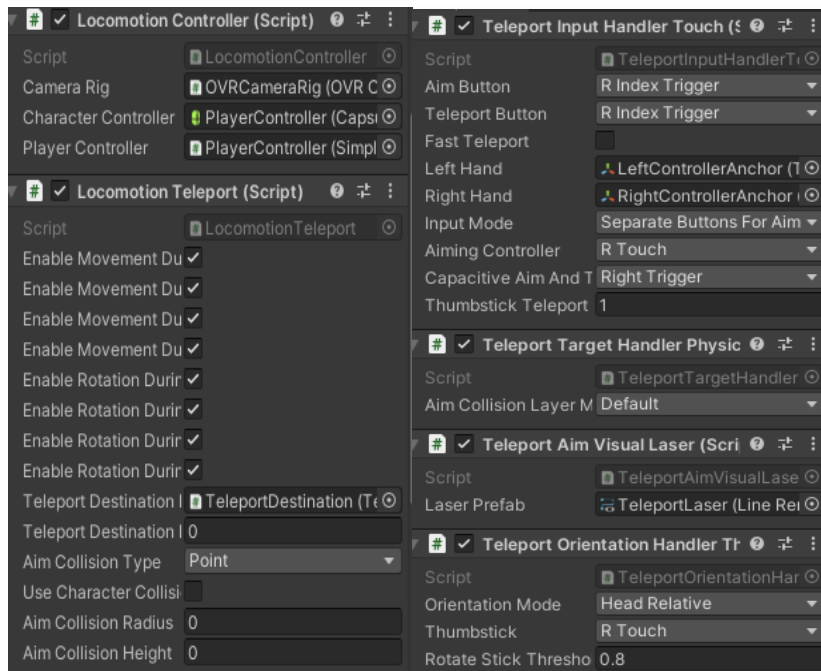 Locomotion Controller (Script)
Script LocomotionController
Camera Rig OVRCameraRig (OVR C
Character Controller PlayerController (Capsu
Player Controller PlayerController (Simpl
Locomotion Teleport (Script)
Script LocomotionTeleport
Enable Movement Du
Enable Movement Du
Enable Movement Du
Enable Movement Du
Enable Rotation Durin
Enable Rotation Durin
Enable Rotation Durin
Enable Rotation Durin
Teleport Destination I TeleportDestination (Te
Teleport Destination I 0
Aim Collision Type Point
Use Character Collisi
Aim Collision Radius 0
Aim Collision Height 0
Teleport Input Handler Touch (S
Script TeleportInputHandlerT
Aim Button R Index Trigger
Teleport Button R Index Trigger
Fast Teleport
Left Hand LeftControllerAnchor (T
Right Hand RightControllerAnchor (
Input Mode Separate Buttons For Aim
Aiming Controller R Touch
Capacitive Aim And T Right Trigger
Thumbstick Teleport 1
Teleport Target Handler Physic
Script TeleportTargetHandler
Aim Collision Layer M Default
Teleport Aim Visual Laser (Scri
Script TeleportAimVisualLase
Laser Prefab TeleportLaser (Line Rei
Teleport Orientation Handler Th
Script TeleportOrientationHar
Orientation Mode Head Relative
Thumbstick R Touch
Rotate Stick Thresho 0.8